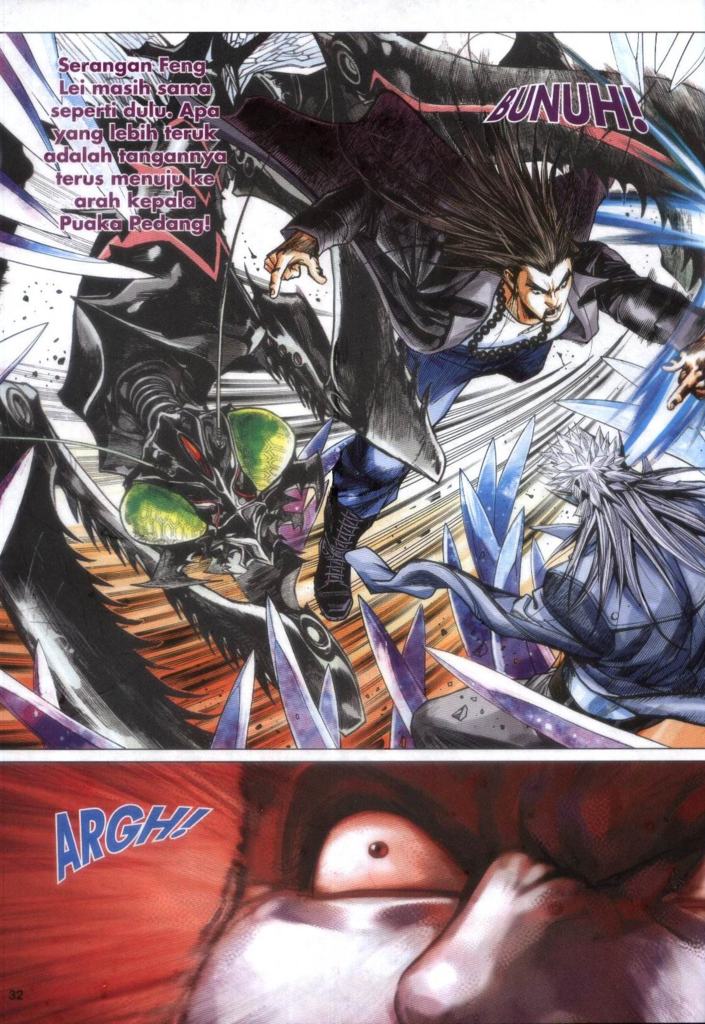 Serangan Feng
Lei masih sama
seperti dulu. Apa
yang lebih teruk
adalah tangannya
terus menuju ke
arah kepala
Puaka Pedang!
BUNUH!
ARGH!
32